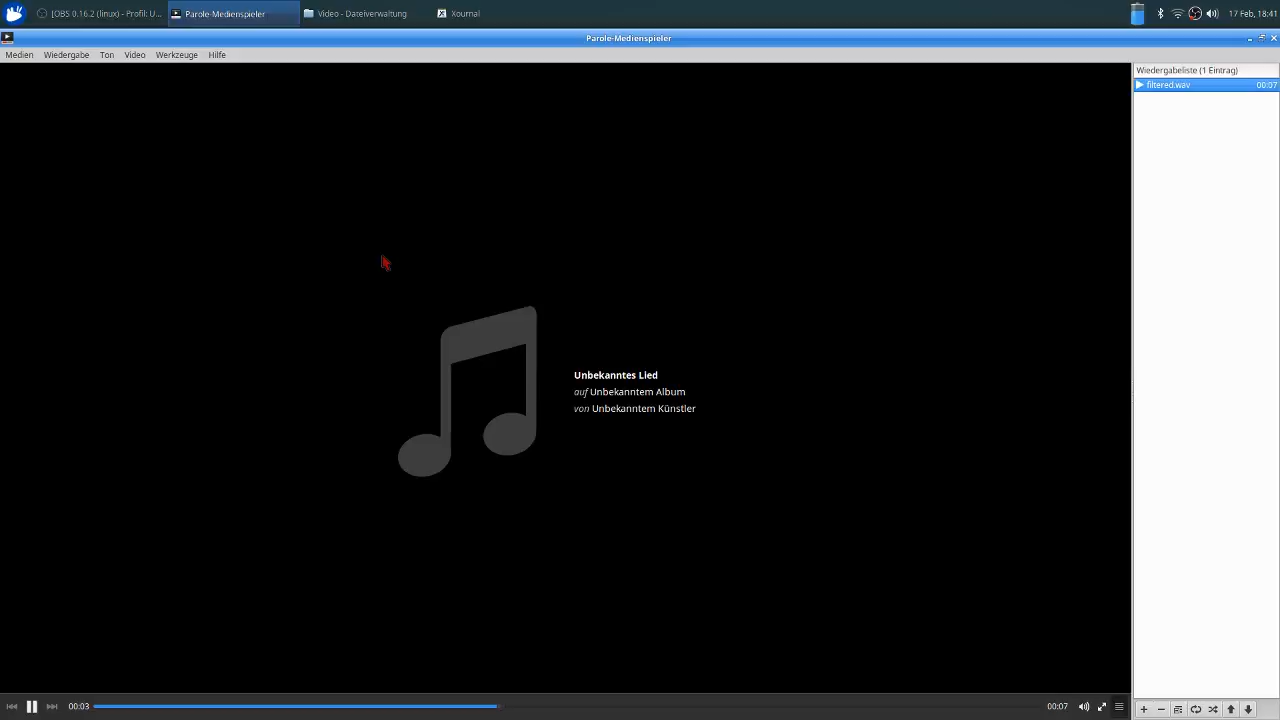 [OBS 0.16.2 (linux) - Profil: U...
Parole-Medienspieler
Video - Dateiverwaltung
Xournal
17 Feb, 18:41
Parole-Medienspieler
Medien Wiedergabe Ton Video Werkzeuge Hilfe
Wiedergabeliste (1 Eintrag)
filtered.wav 00:07
Unbekanntes Lied
auf Unbekanntem Album
von Unbekanntem Künstler
00:03 00:07